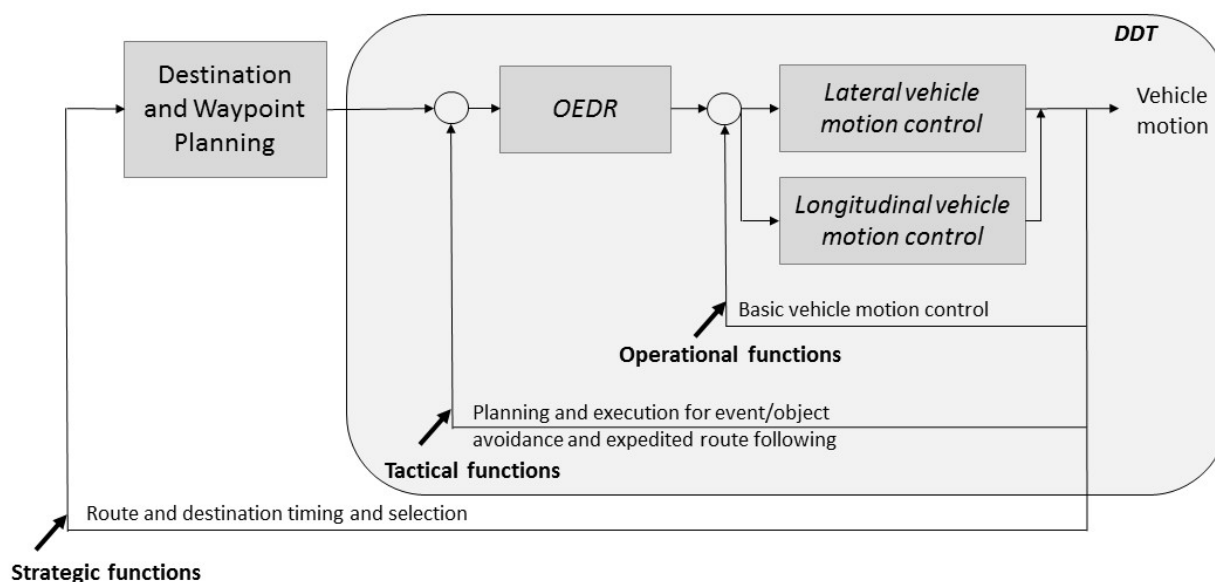 DDT
Destination
and Waypoint
Planning
OEDR
Lateral vehicle
motion control
Vehicle
motion
Longitudinal vehicle
motion control
Basic vehicle motion control
Operational functions
Planning and execution for event/object
avoidance and expedited route following
Tactical functions
Route and destination timing and selection
Strategic functions